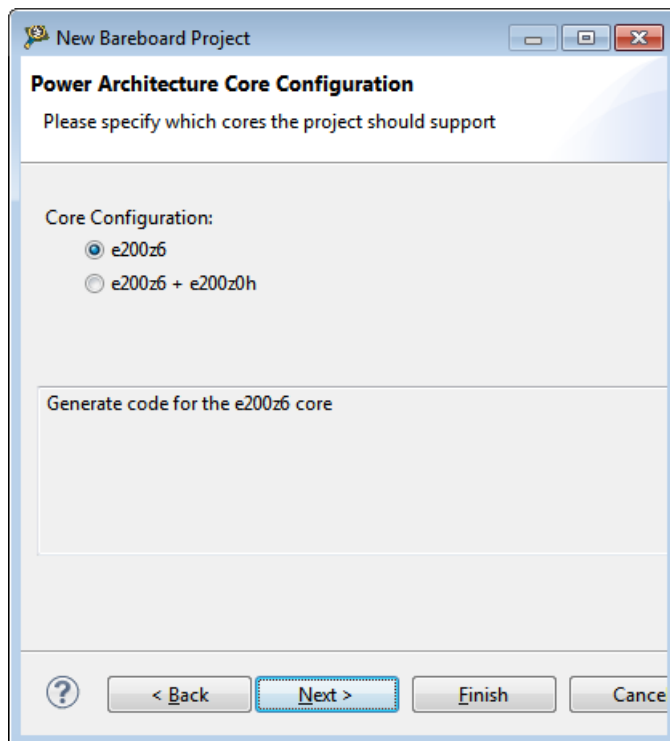 New Bareboard Project
Power Architecture Core Configuration
Please specify which cores the project should support
Core Configuration:
e200z6
e200z6 + e200z0h
Generate code for the e200z6 core
?
< Back
Next >
Finish
Cance